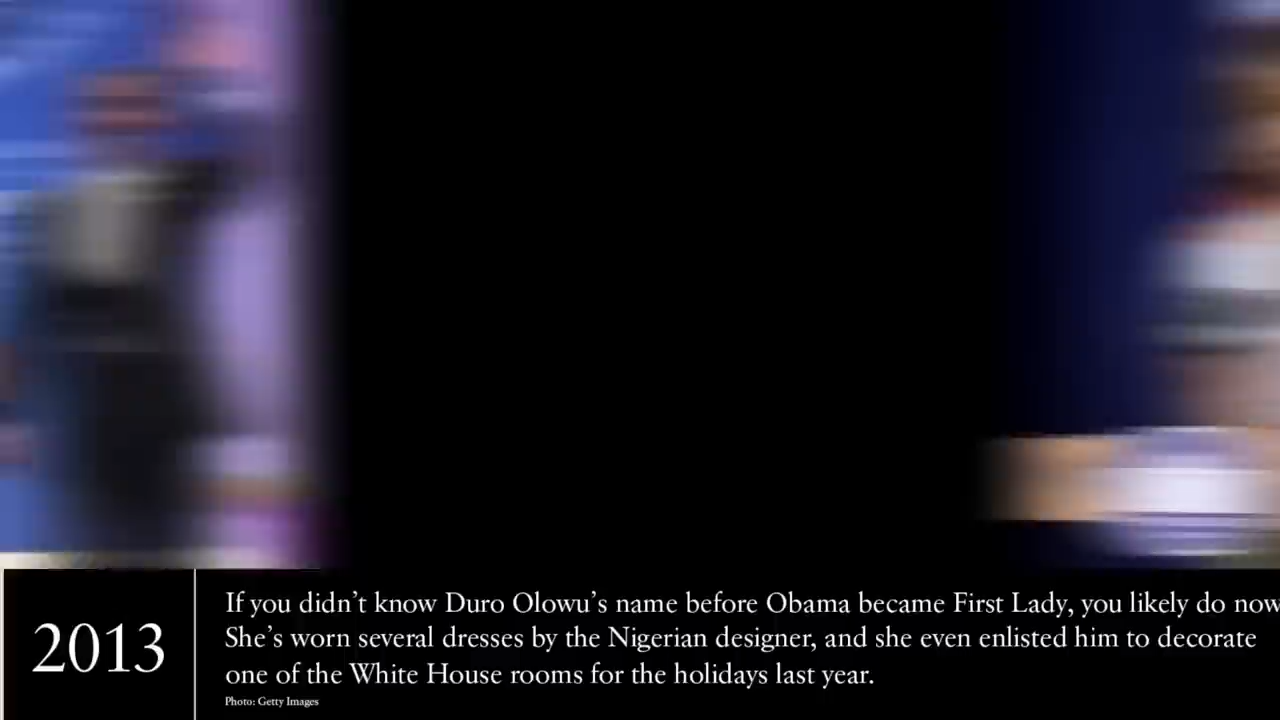 2013
If you didn’t know Duro Olowu’s name before Obama became First Lady, you likely do now
She’s worn several dresses by the Nigerian designer, and she even enlisted him to decorate
one of the White House rooms for the holidays last year.
Photo: Getty Images